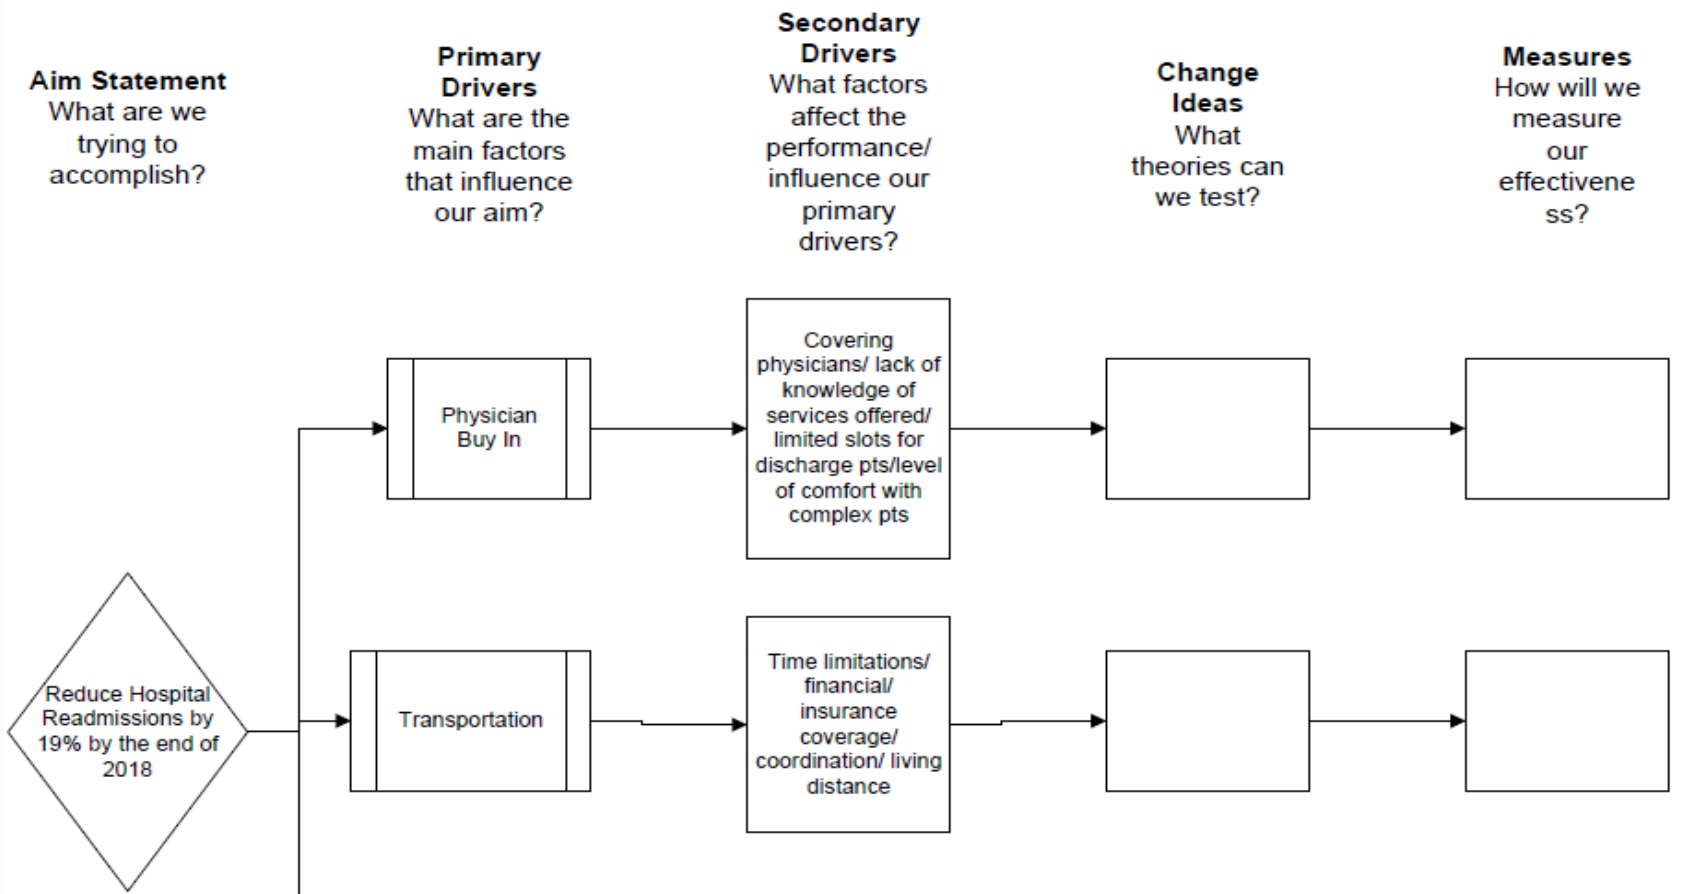 Aim Statement
What are we
trying to
accomplish?
Primary
Drivers
What are the
main factors
that influence
our aim?
Secondary
Drivers
What factors
affect the
performance/
influence our
primary
drivers?
Change
Ideas
What
theories can
we test?
Measures
How will we
measure
our
effectivene
ss?
Reduce Hospital
Readmissions by
19% by the end of
2018
Physician
Buy In
Covering
physicians/ lack of
knowledge of
services offered/
limited slots for
discharge pts/level
of comfort with
complex pts
Transportation
Time limitations/
financial/
insurance
coverage/
coordination/ living
distance